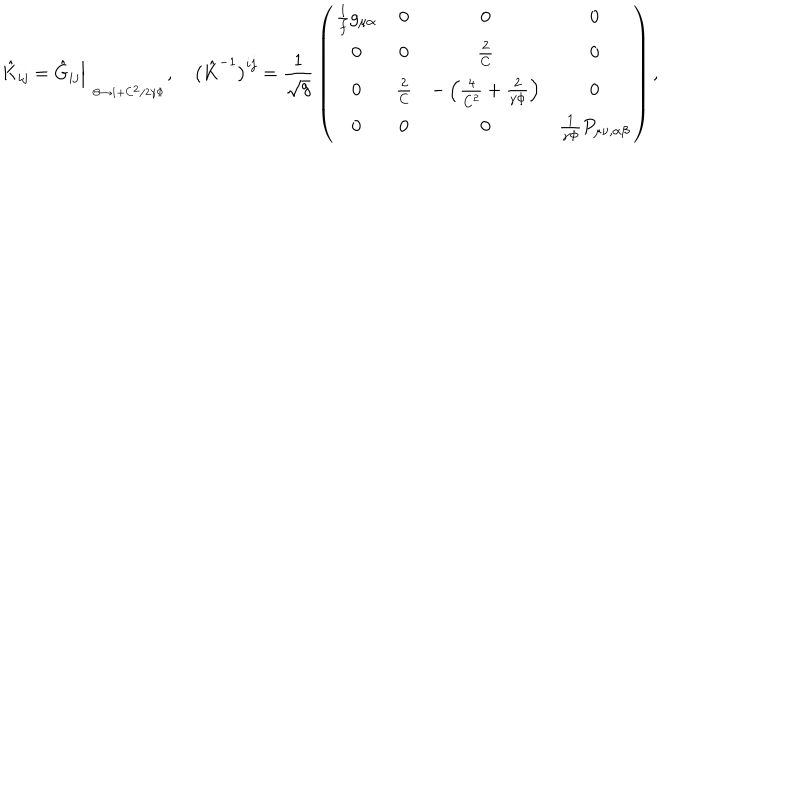 \hat{K}_{ij} = \hat{G}_{ij} \Big|_{\Theta \to 1 + C^2/2\gamma\Phi} , \quad \left( \hat{K}^{-1} \right)^{ij} = \frac{1}{\sqrt{g}} \begin{pmatrix} \frac{1}{f} g_{\mu\alpha} & 0 & 0 & 0 \\ 0 & 0 & \frac{2}{C} & 0 \\ 0 & \frac{2}{C} & -\left( \frac{4}{C^2} + \frac{2}{\gamma\Phi} \right) & 0 \\ 0 & 0 & 0 & \frac{1}{\gamma\Phi} P_{\mu\nu,\alpha\beta} \end{pmatrix} ,